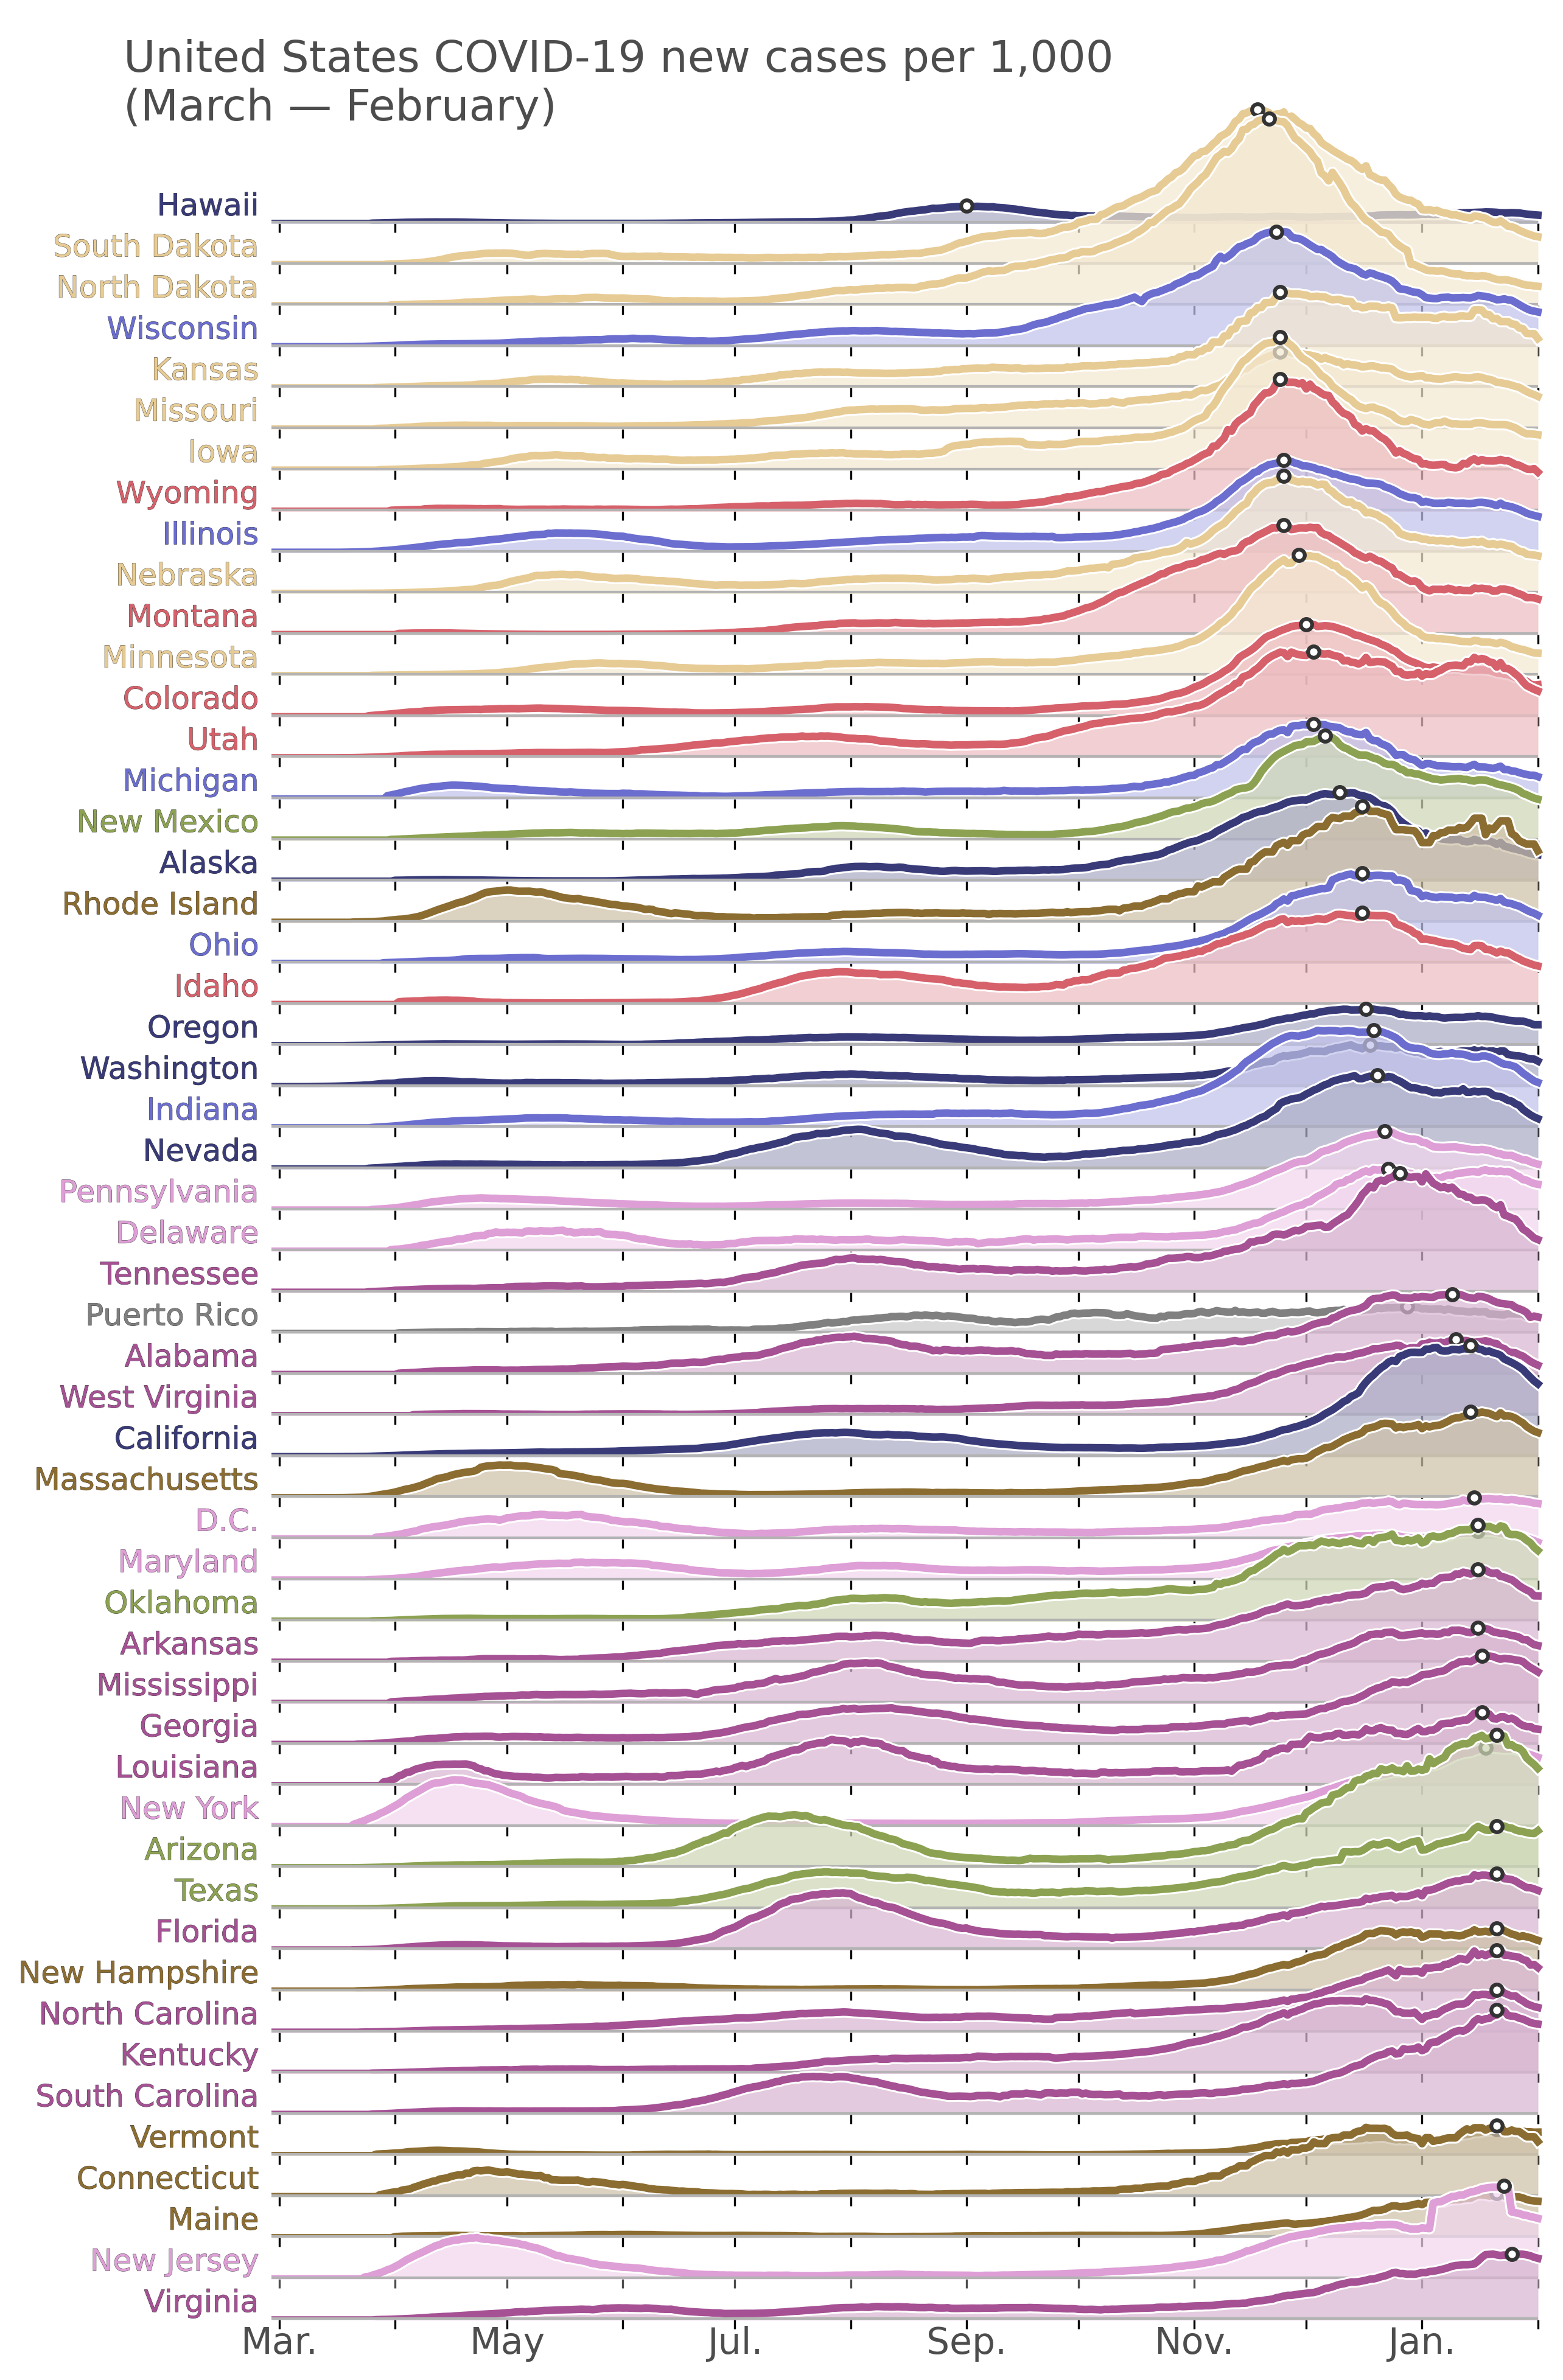 United States COVID-19 new cases per 1,000
(March — February)
Hawaii
South Dakota
North Dakota
Wisconsin
Kansas
Missouri
Iowa
Wyoming
Illinois
Nebraska
Montana
Minnesota
Colorado
Utah
Michigan
New Mexico
Alaska
Rhode Island
Ohio
Idaho
Oregon
Washington
Indiana
Nevada
Pennsylvania
Delaware
Tennessee
Puerto Rico
Alabama
West Virginia
California
Massachusetts
D.C.
Maryland
Oklahoma
Arkansas
Mississippi
Georgia
Louisiana
New York
Arizona
Texas
Florida
New Hampshire
North Carolina
Kentucky
South Carolina
Vermont
Connecticut
Maine
New Jersey
Virginia
Mar. May Jul. Sep. Nov. Jan.